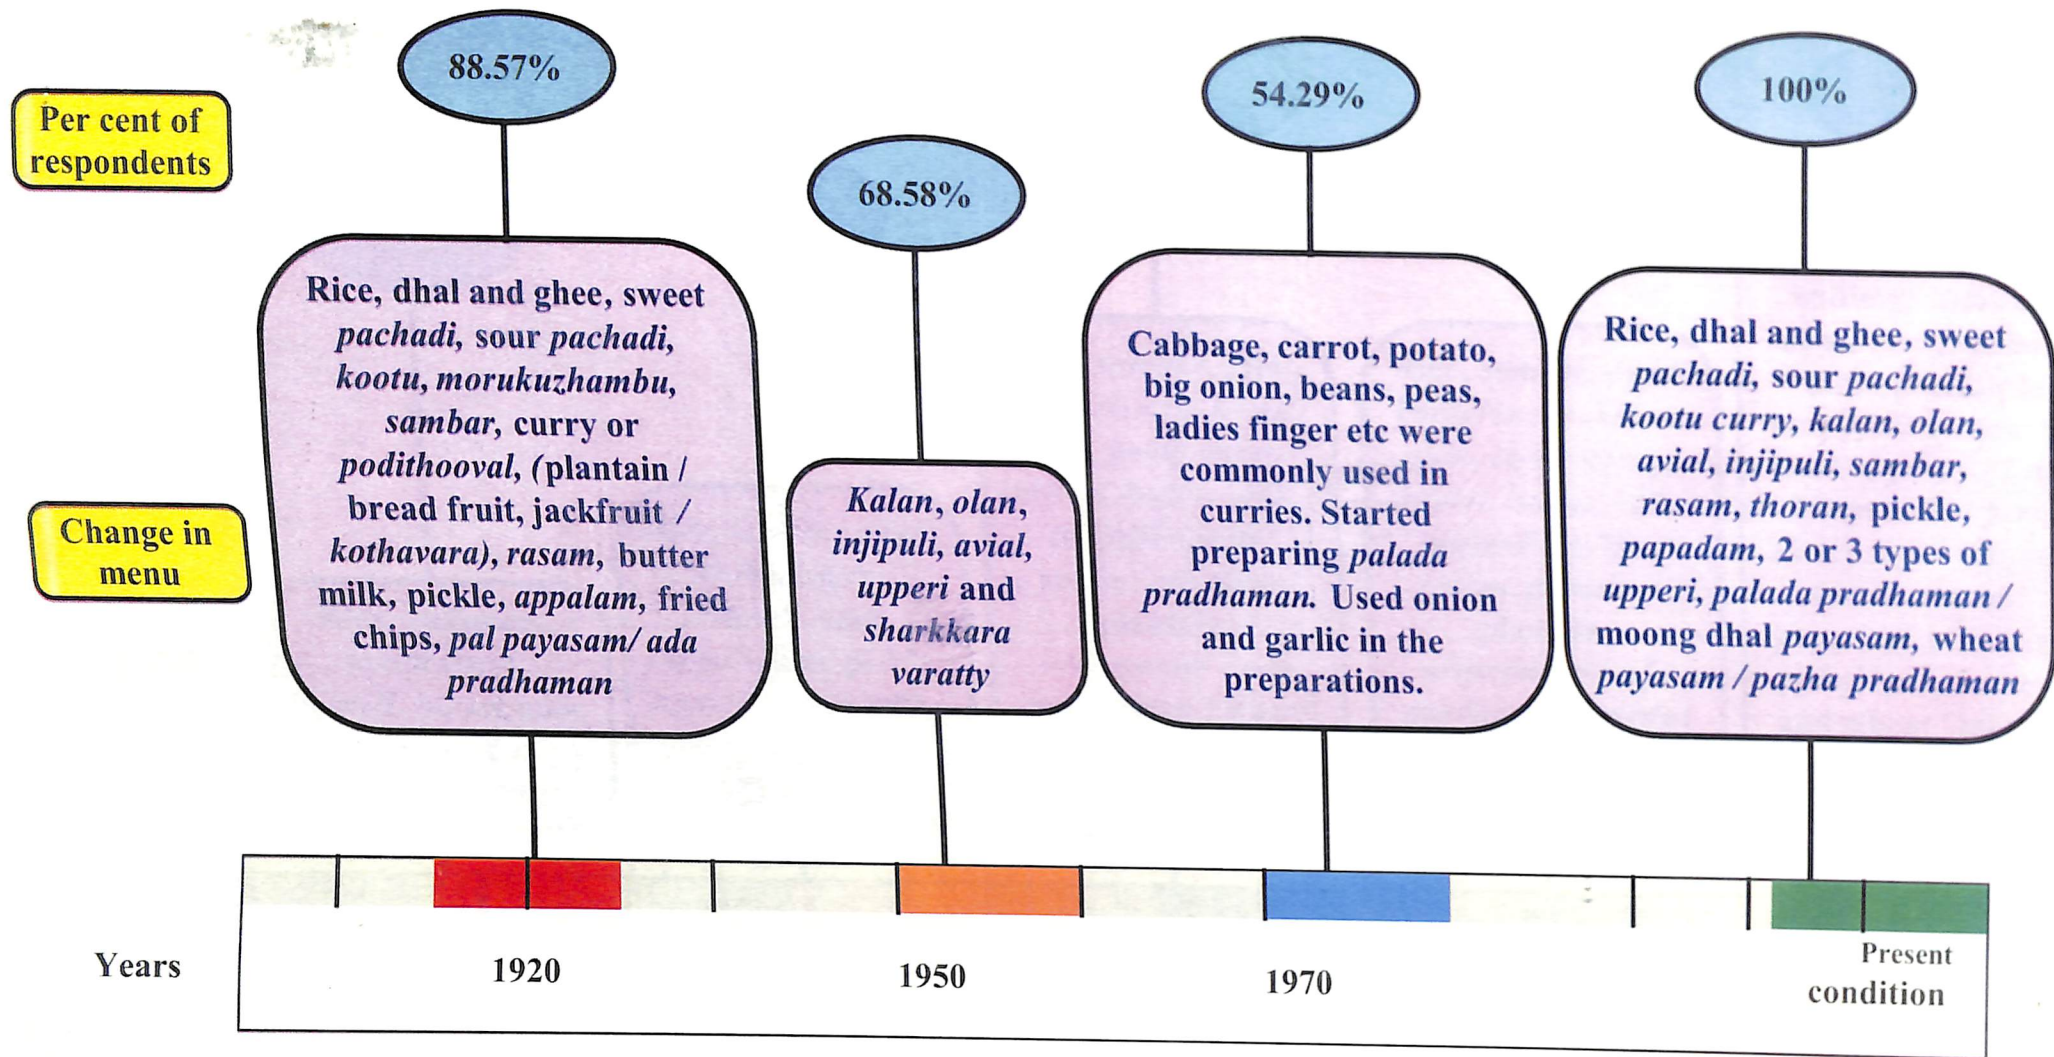 Per cent of
respondents
88.57%
68.58%
54.29%
100%
Change in
menu
Rice, dhal and ghee, sweet
pachadi, sour pachadi,
kootu, morukuzhambu,
sambar, curry or
podithooval, (plantain /
bread fruit, jackfruit /
kothavara), rasam, butter
milk, pickle, appalam, fried
chips, pal payasam/ ada
pradhaman
Kalan, olan,
injipuli, avial,
upperi and
sharkkara
varatty
Cabbage, carrot, potato,
big onion, beans, peas,
ladies finger etc were
commonly used in
curries. Started
preparing palada
pradhaman. Used onion
and garlic in the
preparations.
Rice, dhal and ghee, sweet
pachadi, sour pachadi,
kootu curry, kalan, olan,
avial, injipuli, sambar,
rasam, thoran, pickle,
papadam, 2 or 3 types of
upperi, palada pradhaman /
moong dhal payasam, wheat
payasam / pazha pradhaman
Years
1920
1950
1970
Present
condition